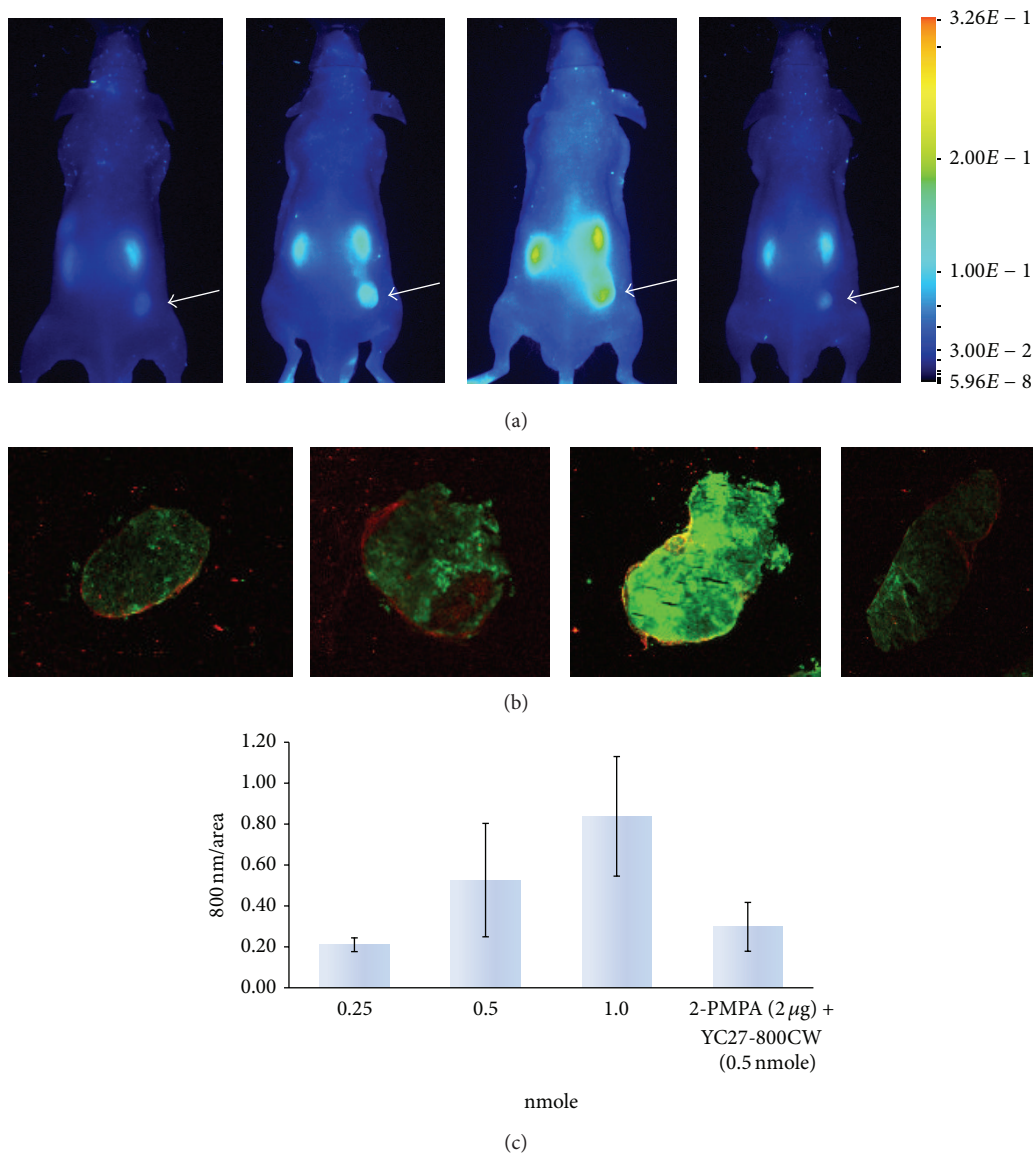 3.26E − 1
2.00E − 1
1.00E − 1
3.00E − 2
5.96E − 8
(a)
(b)
1.20
1.00
0.80
0.60
0.40
0.20
0.00
800 nm/area
0.25
0.5
1.0
2-PMPA (2 μg) +
YC27-800CW
(0.5 nmole)
nmole
(c)